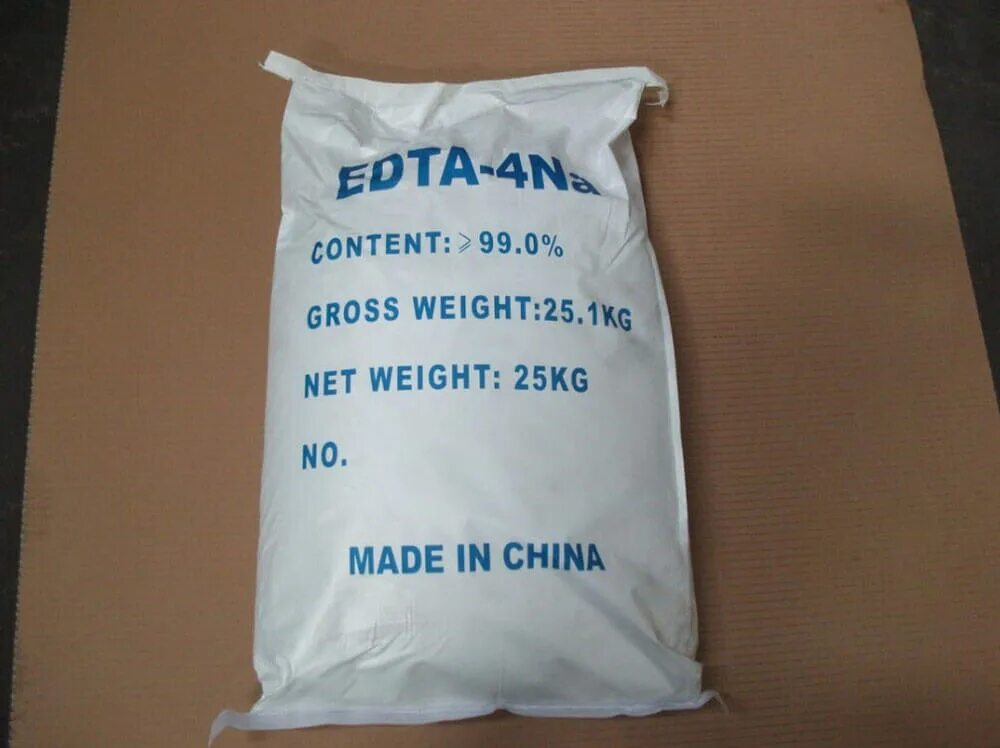 EDTA-4Na
CONTENT: ⩾ 99.0%
GROSS WEIGHT:25.1KG
NET WEIGHT: 25KG
NO.
MADE IN CHINA